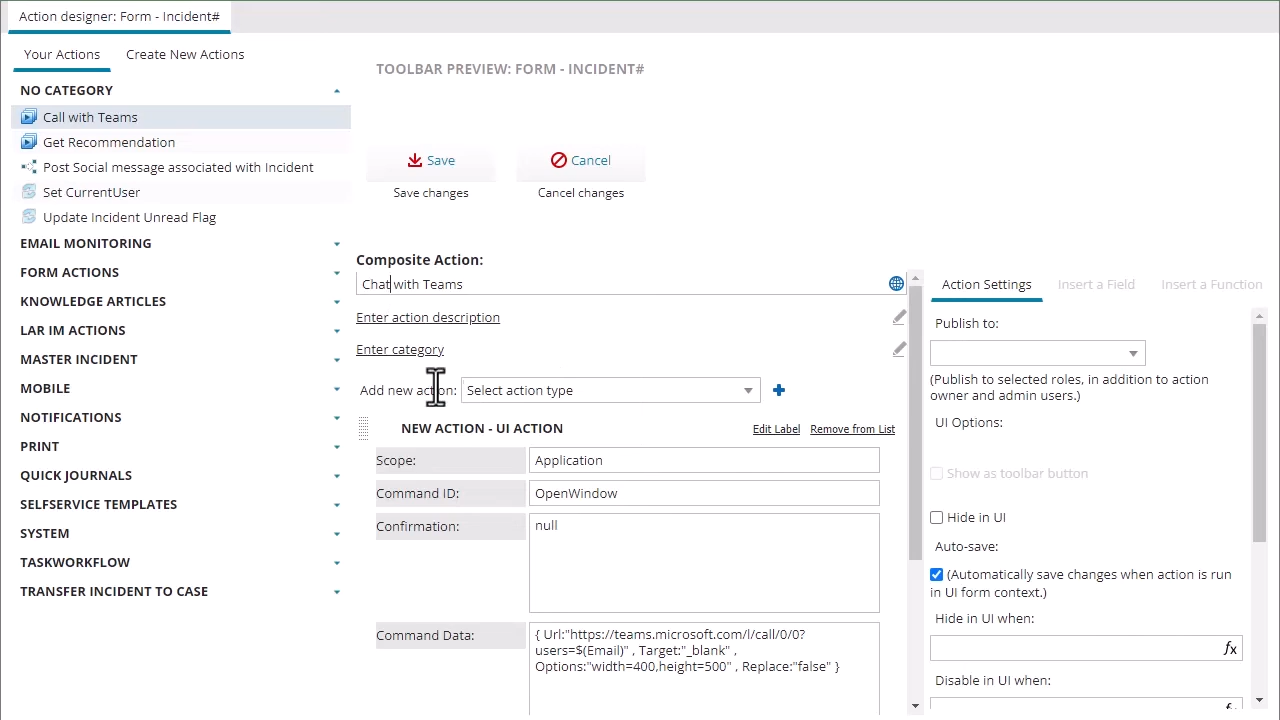 Action designer: Form - Incident#
Your Actions
Create New Actions
TOOLBAR PREVIEW: FORM - INCIDENT#
NO CATEGORY
Call with Teams
Get Recommendation
Post Social message associated with Incident
Set CurrentUser
Update Incident Unread Flag
EMAIL MONITORING
FORM ACTIONS
KNOWLEDGE ARTICLES
LAR IM ACTIONS
MASTER INCIDENT
MOBILE
NOTIFICATIONS
PRINT
QUICK JOURNALS
SELFSERVICE TEMPLATES
SYSTEM
TASKWORKFLOW
TRANSFER INCIDENT TO CASE
Save
Cancel
Save changes
Cancel changes
Composite Action:
Chat with Teams
Enter action description
Enter category
Add new action:
Select action type
NEW ACTION - UI ACTION
Edit Label
Remove from List
Scope:
Application
Command ID:
OpenWindow
Confirmation:
null
Command Data:
{ Url:"https://teams.microsoft.com/l/call/0/0?
users=$(Email)" , Target:"_blank" ,
Options:"width=400,height=500" , Replace:"false" }
Action Settings
Insert a Field
Insert a Function
Publish to:
(Publish to selected roles, in addition to action
owner and admin users.)
UI Options:
Show as toolbar button
Hide in UI
Auto-save:
(Automatically save changes when action is run
in UI form context.)
Hide in UI when:
fx
Disable in UI when: